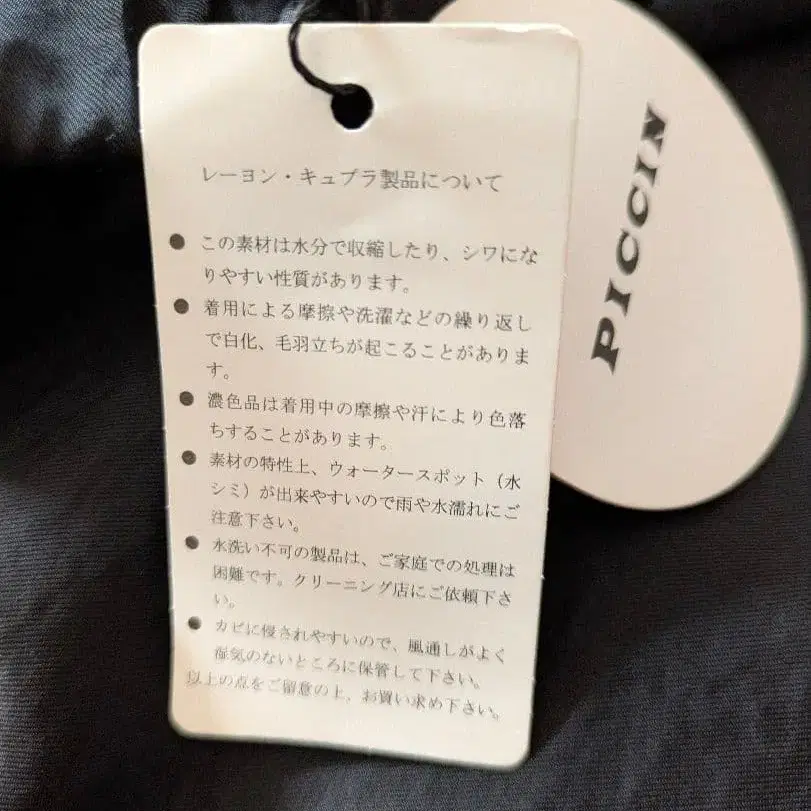 レーヨン・キュプラ製品について
● この素材は水分で収縮したり、シワにな
りやすい性質があります。
● 着用による摩擦や洗濯などの繰り返し
で白化、毛羽立ちが起こることがありま
す。
● 濃色品は着用中の摩擦や汗により色落
ちすることがあります。
● 素材の特性上、ウォータースポット（水
シミ）が出来やすいので雨や水濡れにご
注意下さい。
● 水洗い不可の製品は、ご家庭での処理は
困難です。クリーニング店にご依頼下さ
い。
● カビに侵されやすいので、風通しがよく
湿気のないところに保管して下さい。
以上の点をご留意の上、お買い求め下さい。
PICCIN